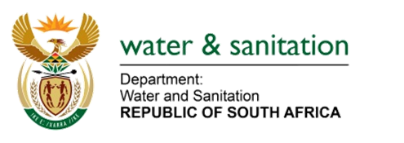 water & sanitation
Department:
Water and Sanitation
REPUBLIC OF SOUTH AFRICA